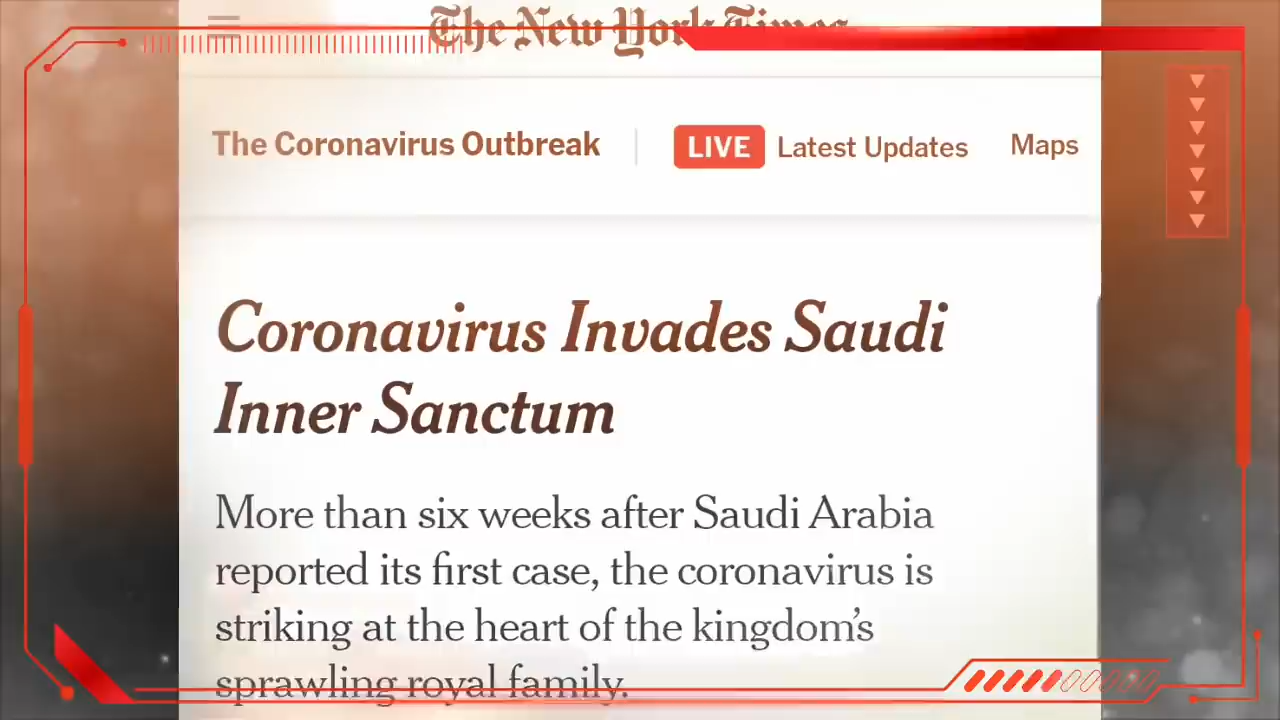 The New York Times
The Coronavirus Outbreak
LIVE Latest Updates
Maps
Coronavirus Invades Saudi
Inner Sanctum
More than six weeks after Saudi Arabia
reported its first case, the coronavirus is
striking at the heart of the kingdom’s
sprawling royal family.